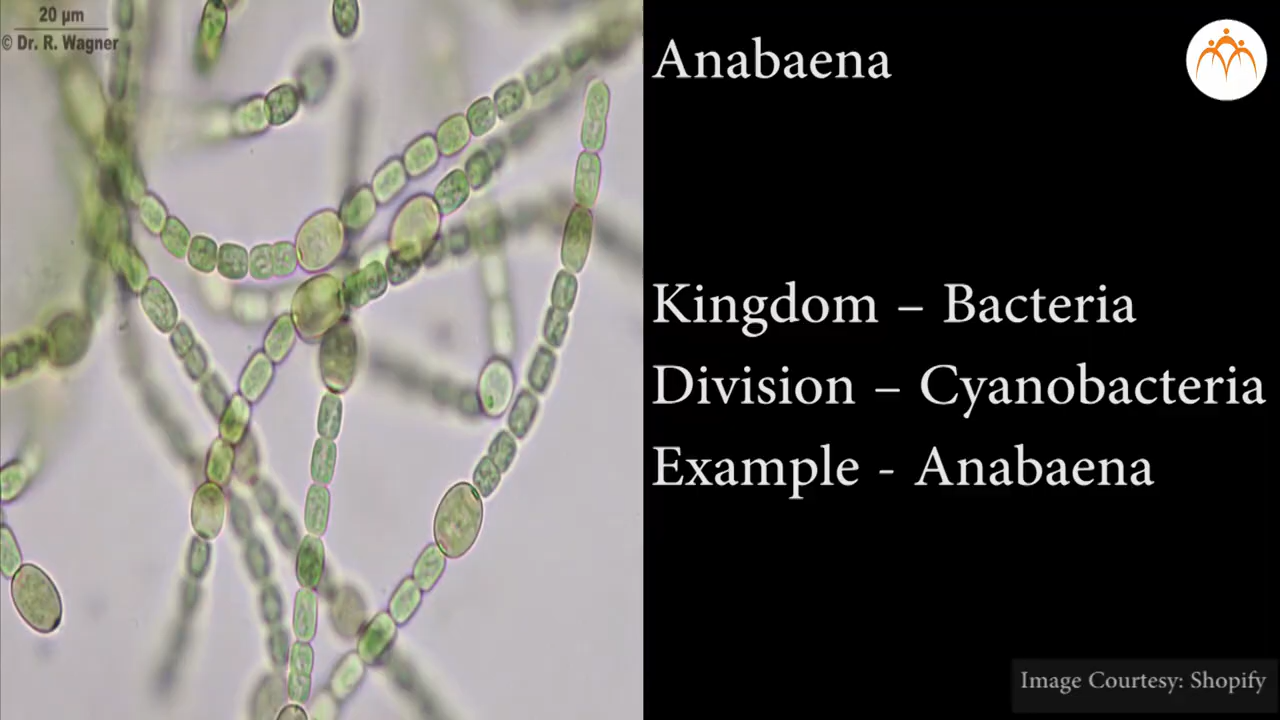 20 µm
© Dr. R. Wagner
Anabaena
Kingdom – Bacteria
Division – Cyanobacteria
Example - Anabaena
Image Courtesy: Shopify